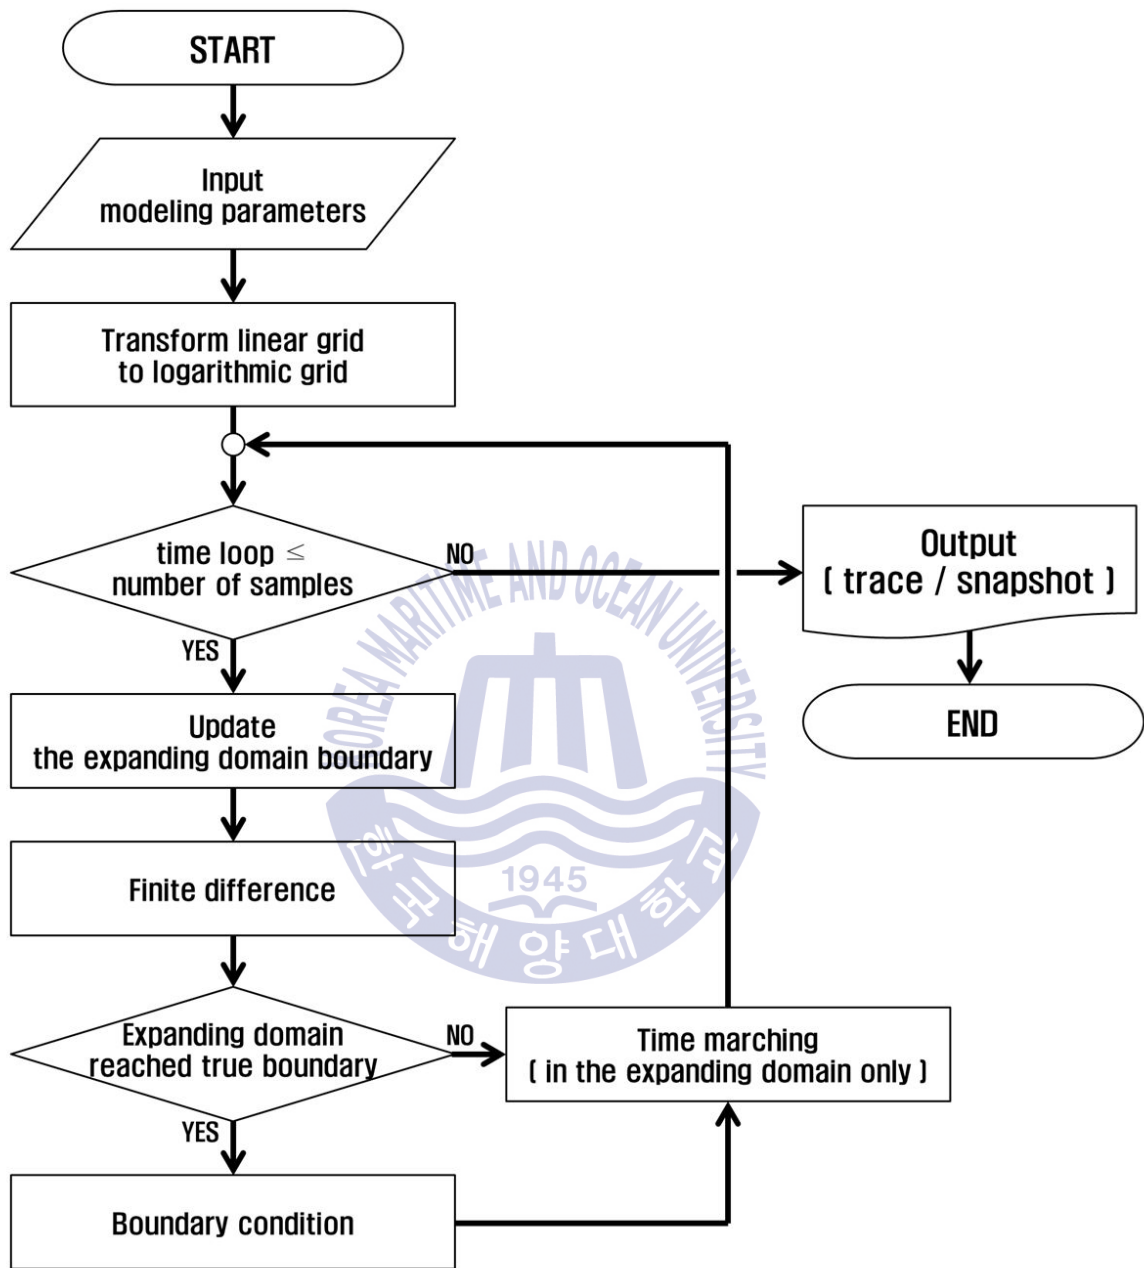 START
Input
modeling parameters
Transform linear grid
to logarithmic grid
time loop ≤
number of samples
NO
YES
Output
( trace / snapshot )
END
Update
the expanding domain boundary
Finite difference
Expanding domain
reached true boundary
NO
YES
Time marching
( in the expanding domain only )
Boundary condition
KOREA MARITIME AND OCEAN UNIVERSITY
1945
한국해양대학교